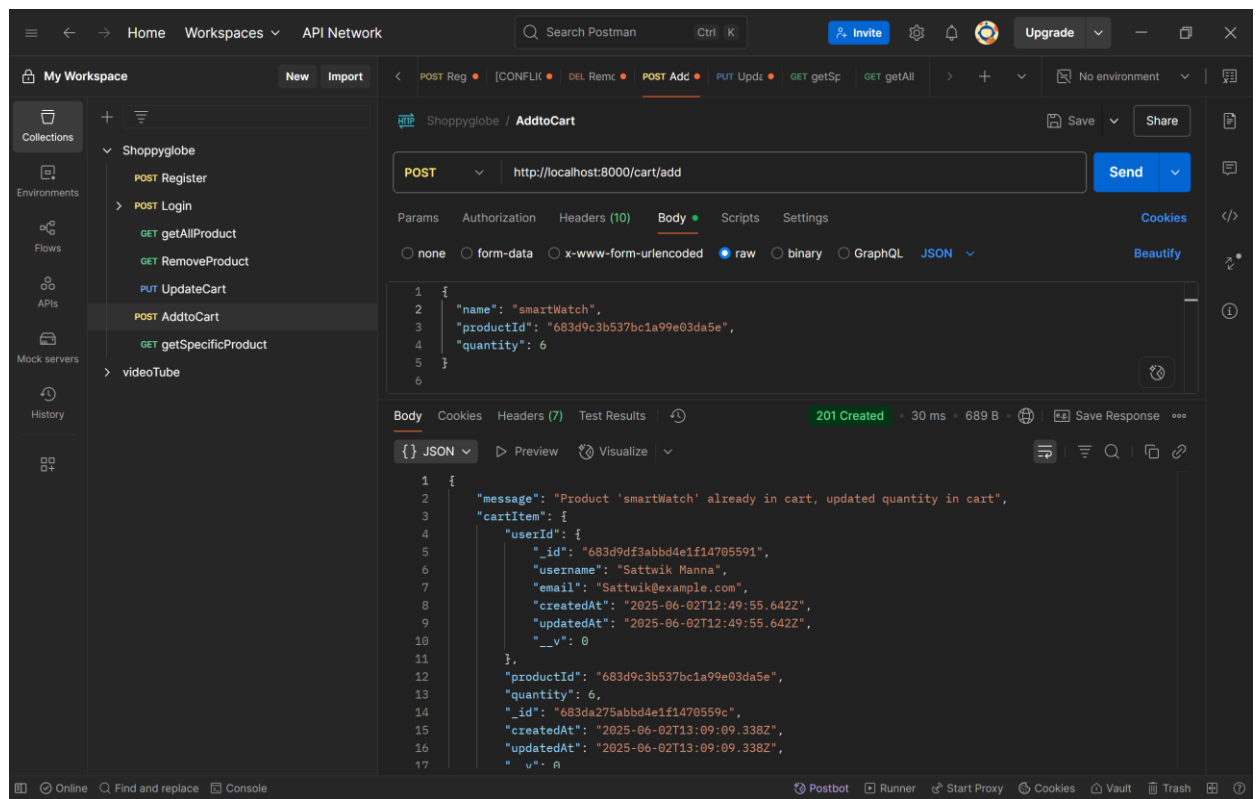 Home Workspaces API Network Search Postman Ctrl K Invite Upgrade
My Workspace New Import POST Reg [CONFLIC DEL Remc POST Add PUT Upda GET getSp GET getAll No environment
Collections
Environments
Flows
APIs
Mock servers
History
Shoppyglobe
POST Register
POST Login
GET getAllProduct
GET RemoveProduct
PUT UpdateCart
POST AddtoCart
GET getSpecificProduct
videoTube
HTTP Shoppyglobe / AddtoCart Save Share
POST http://localhost:8000/cart/add Send
Params Authorization Headers (10) Body Scripts Settings Cookies
none form-data x-www-form-urlencoded raw binary GraphQL JSON Beautify
1 {
2 "name": "smartWatch",
3 "productId": "683d9c3b537bc1a99e03da5e",
4 "quantity": 6
5 }
6
Body Cookies Headers (7) Test Results 201 Created 30 ms 689 B e.g. Save Response
{} JSON Preview Visualize
1 {
2 "message": "Product 'smartWatch' already in cart, updated quantity in cart",
3 "cartItem": {
4 "userId": {
5 "_id": "683d9df3abbd4e1f14705591",
6 "username": "Sattwik Manna",
7 "email": "Sattwik@example.com",
8 "createdAt": "2025-06-02T12:49:55.642Z",
9 "updatedAt": "2025-06-02T12:49:55.642Z",
10 "__v": 0
11 },
12 "productId": "683d9c3b537bc1a99e03da5e",
13 "quantity": 6,
14 "_id": "683da275abbd4e1f1470559c",
15 "createdAt": "2025-06-02T13:09:09.338Z",
16 "updatedAt": "2025-06-02T13:09:09.338Z",
17 "__v": 0
Online Find and replace Console Postbot Runner Start Proxy Cookies Vault Trash